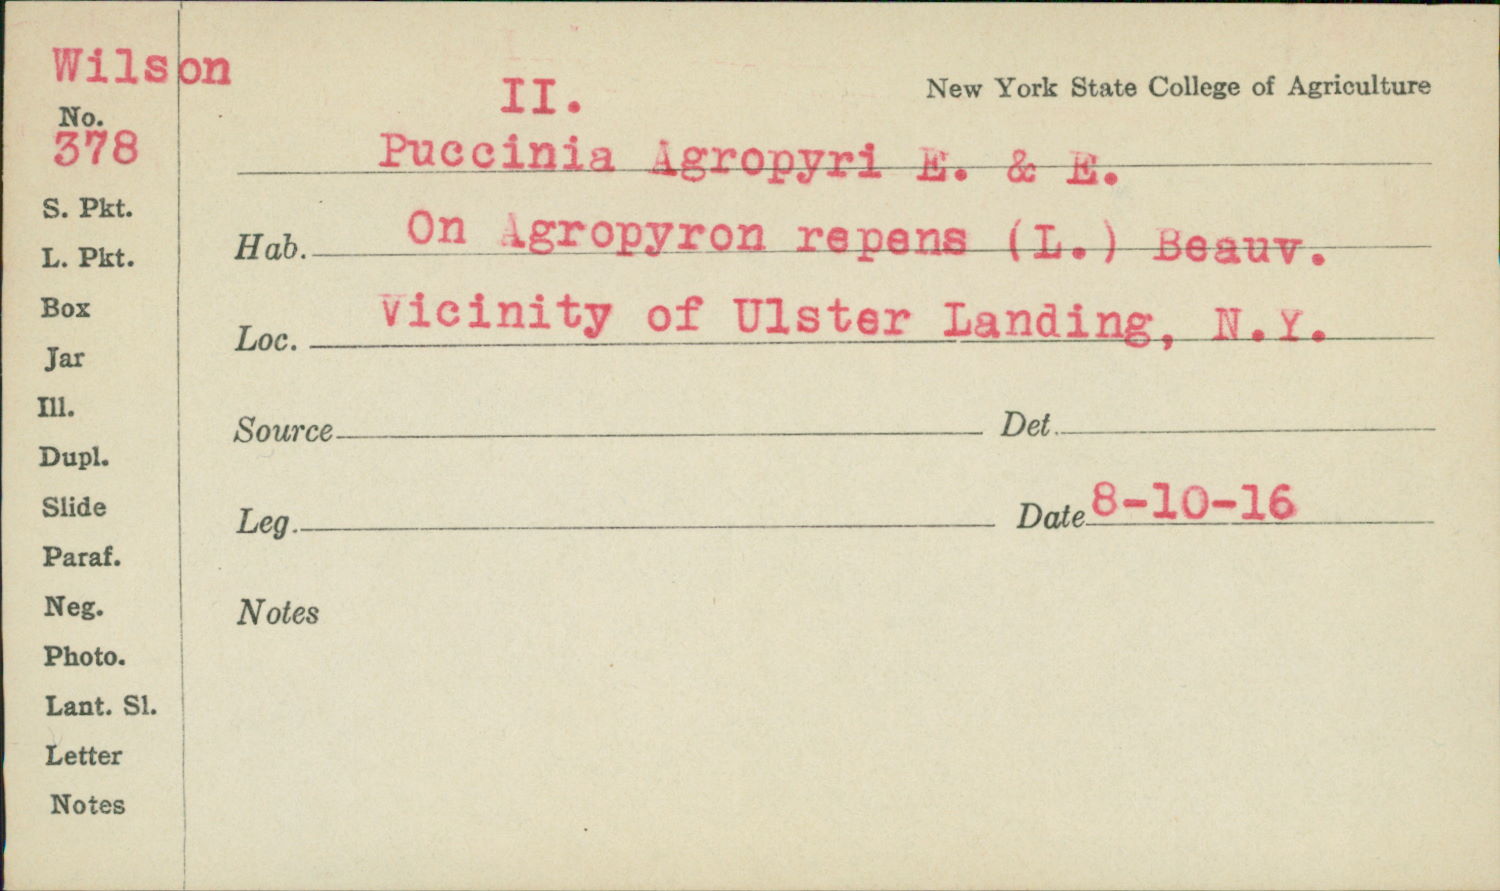 Wilson
No.
378
S. Pkt.
L. Pkt.
Box
Jar
Ill.
Dupl.
Slide
Paraf.
Neg.
Photo.
Lant. Sl.
Letter
Notes
New York State College of Agriculture
II.
Puccinia Agropyri E. & E.
Hab. On Agropyron repens (L.) Beauv.
Loc. Vicinity of Ulster Landing, N.Y.
Source Det.
Leg. Date 8-10-16
Notes